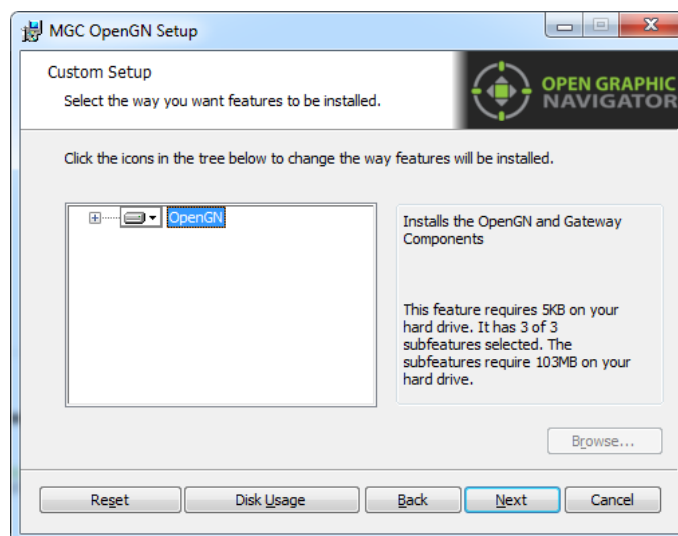 MGC OpenGN Setup
Custom Setup
Select the way you want features to be installed.
OPEN GRAPHIC
NAVIGATOR
Click the icons in the tree below to change the way features will be installed.
OpenGN
Installs the OpenGN and Gateway
Components
This feature requires 5KB on your
hard drive. It has 3 of 3
subfeatures selected. The
subfeatures require 103MB on your
hard drive.
Browse...
Reset
Disk Usage
Back
Next
Cancel